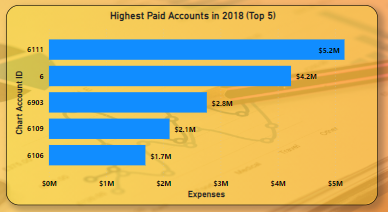 Highest Paid Accounts in 2018 (Top 5)
Chart Account ID
6111 $5.2M
6 $4.2M
6903 $2.8M
6109 $2.1M
6106 $1.7M
$0M $1M $2M $3M $4M $5M
Expenses